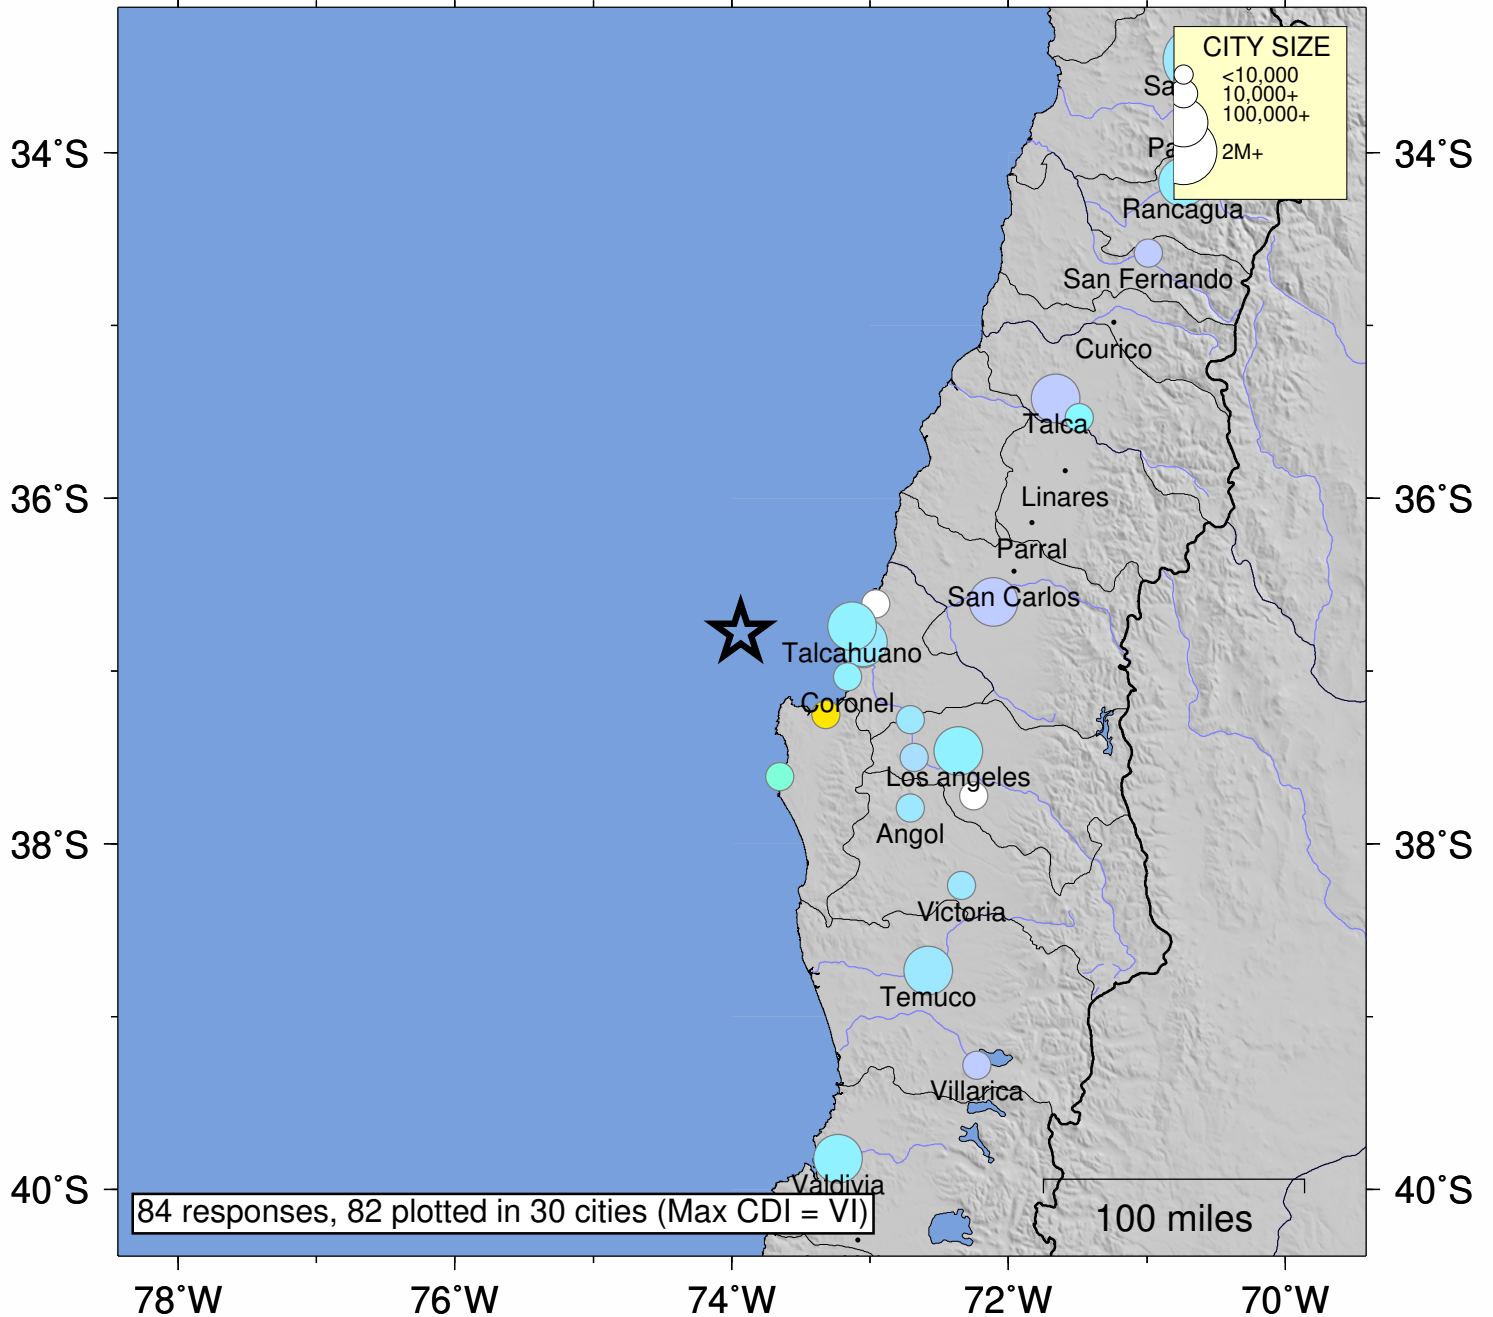 CITY SIZE
<10,000
10,000+
100,000+
2M+
Sa
34°S
Pa
34°S
Rancagua
San Fernando
Curico
Talca
36°S
Linares
36°S
Parral
San Carlos
Talcahuano
Coronel
Los angeles
Angol
38°S
38°S
Victoria
Temuco
Villarica
Valdivia
40°S
40°S
84 responses, 82 plotted in 30 cities (Max CDI = VI)
100 miles
78°W
76°W
74°W
72°W
70°W